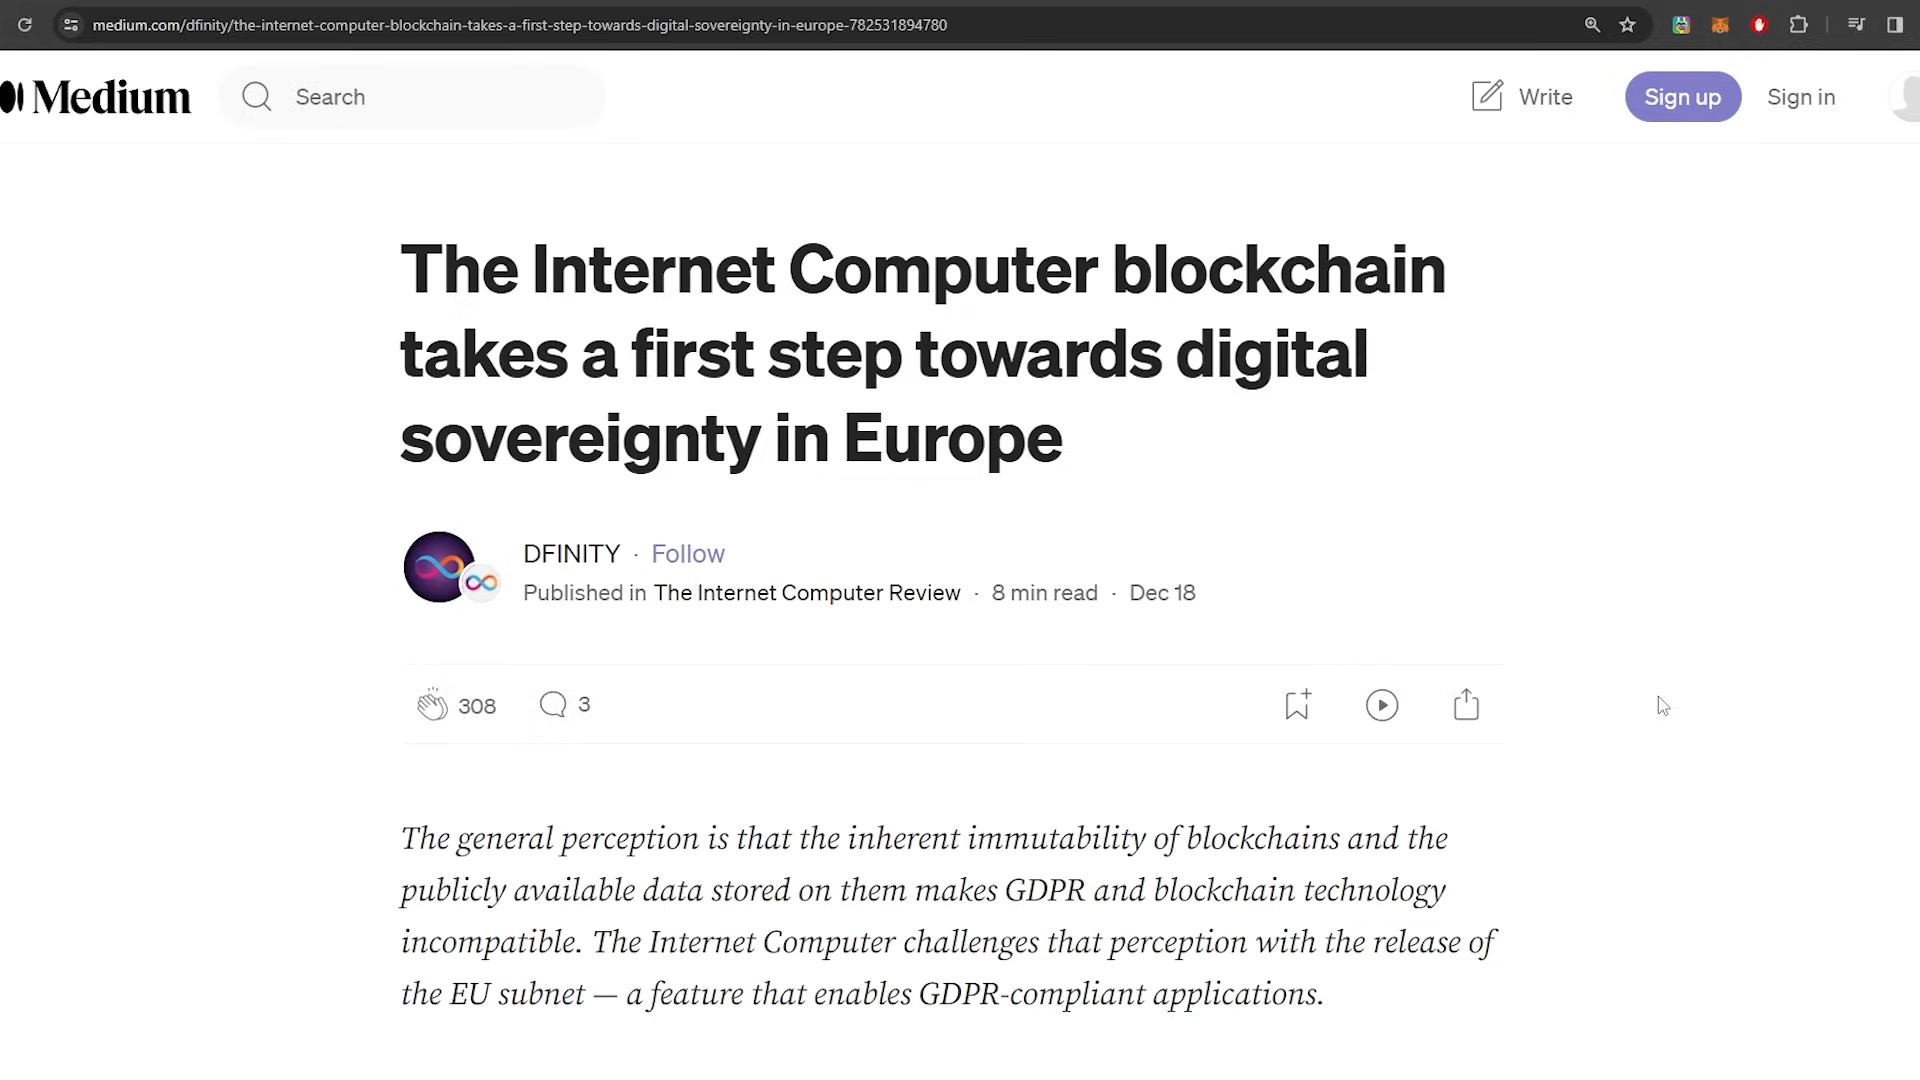 medium.com/dfinity/the-internet-computer-blockchain-takes-a-first-step-towards-digital-sovereignty-in-europe-782531894780
Medium
Search
Write
Sign up
Sign in
The Internet Computer blockchain
takes a first step towards digital
sovereignty in Europe
DFINITY · Follow
Published in The Internet Computer Review · 8 min read · Dec 18
308
3
The general perception is that the inherent immutability of blockchains and the
publicly available data stored on them makes GDPR and blockchain technology
incompatible. The Internet Computer challenges that perception with the release of
the EU subnet — a feature that enables GDPR-compliant applications.